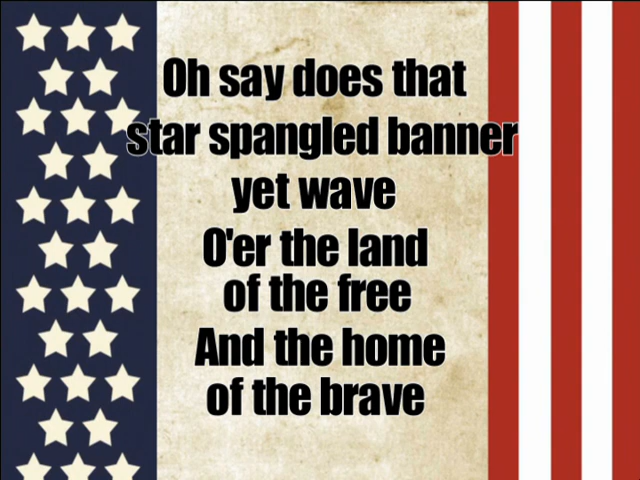 Oh say does that
star spangled banner
yet wave
O'er the land
of the free
And the home
of the brave